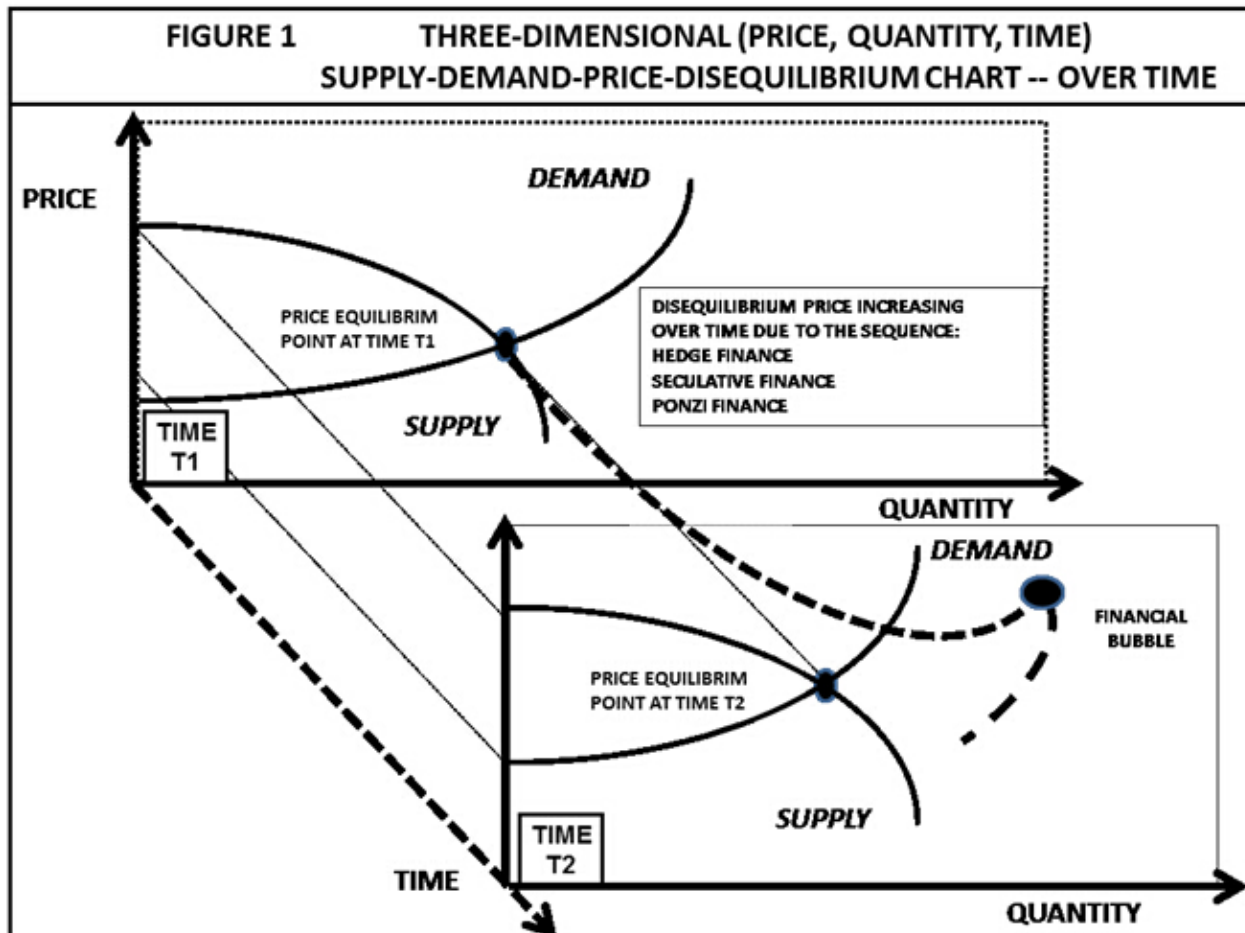 FIGURE 1 THREE-DIMENSIONAL (PRICE, QUANTITY, TIME)
SUPPLY-DEMAND-PRICE-DISEQUILIBRIUM CHART -- OVER TIME
PRICE
DEMAND
PRICE EQUILIBRIM
POINT AT TIME T1
DISEQUILIBRIUM PRICE INCREASING
OVER TIME DUE TO THE SEQUENCE:
HEDGE FINANCE
SECULATIVE FINANCE
PONZI FINANCE
SUPPLY
TIME
T1
QUANTITY
DEMAND
FINANCIAL
BUBBLE
PRICE EQUILIBRIM
POINT AT TIME T2
SUPPLY
TIME
T2
TIME
QUANTITY